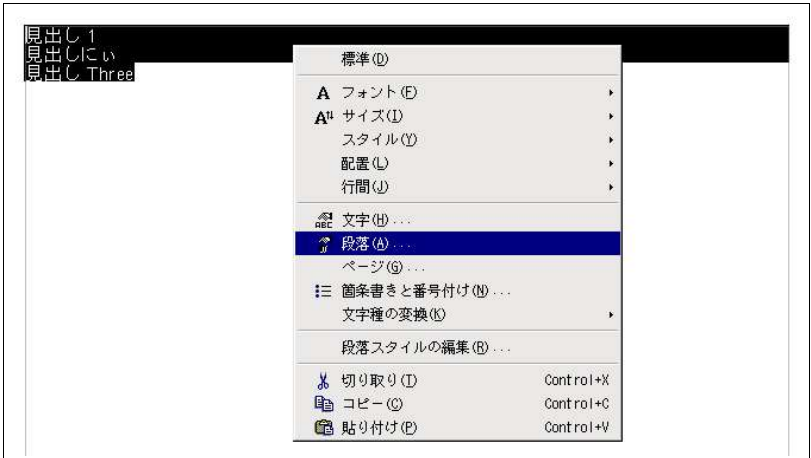 見出し 1
見出しにぃ
見出し Three
標準(D)
A フォント(F)
A サイズ(I)
スタイル(Y)
配置(L)
行間(J)
ABC 文字(H)...
段落(A)...
ページ(G)...
箇条書きと番号付け(N)...
文字種の変換(K)
段落スタイルの編集(R)...
切り取り(T) Control+X
コピー(C) Control+C
貼り付け(P) Control+V